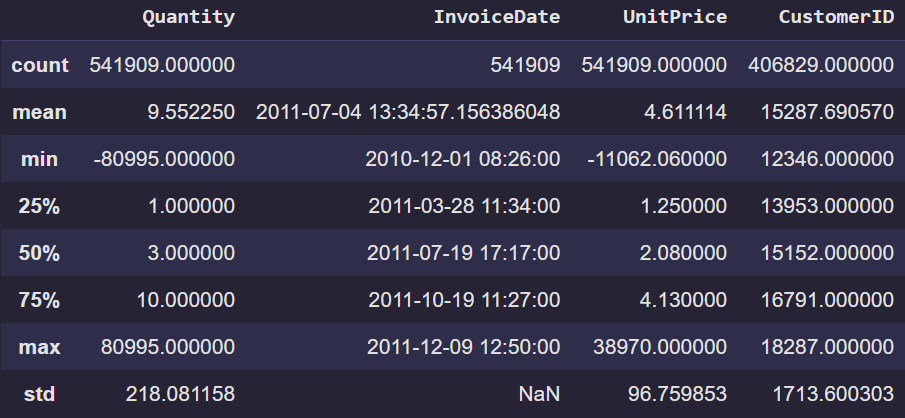 Quantity InvoiceDate UnitPrice CustomerID
count 541909.000000 541909 541909.000000 406829.000000
mean 9.552250 2011-07-04 13:34:57.156386048 4.611114 15287.690570
min -80995.000000 2010-12-01 08:26:00 -11062.060000 12346.000000
25% 1.000000 2011-03-28 11:34:00 1.250000 13953.000000
50% 3.000000 2011-07-19 17:17:00 2.080000 15152.000000
75% 10.000000 2011-10-19 11:27:00 4.130000 16791.000000
max 80995.000000 2011-12-09 12:50:00 38970.000000 18287.000000
std 218.081158 NaN 96.759853 1713.600303